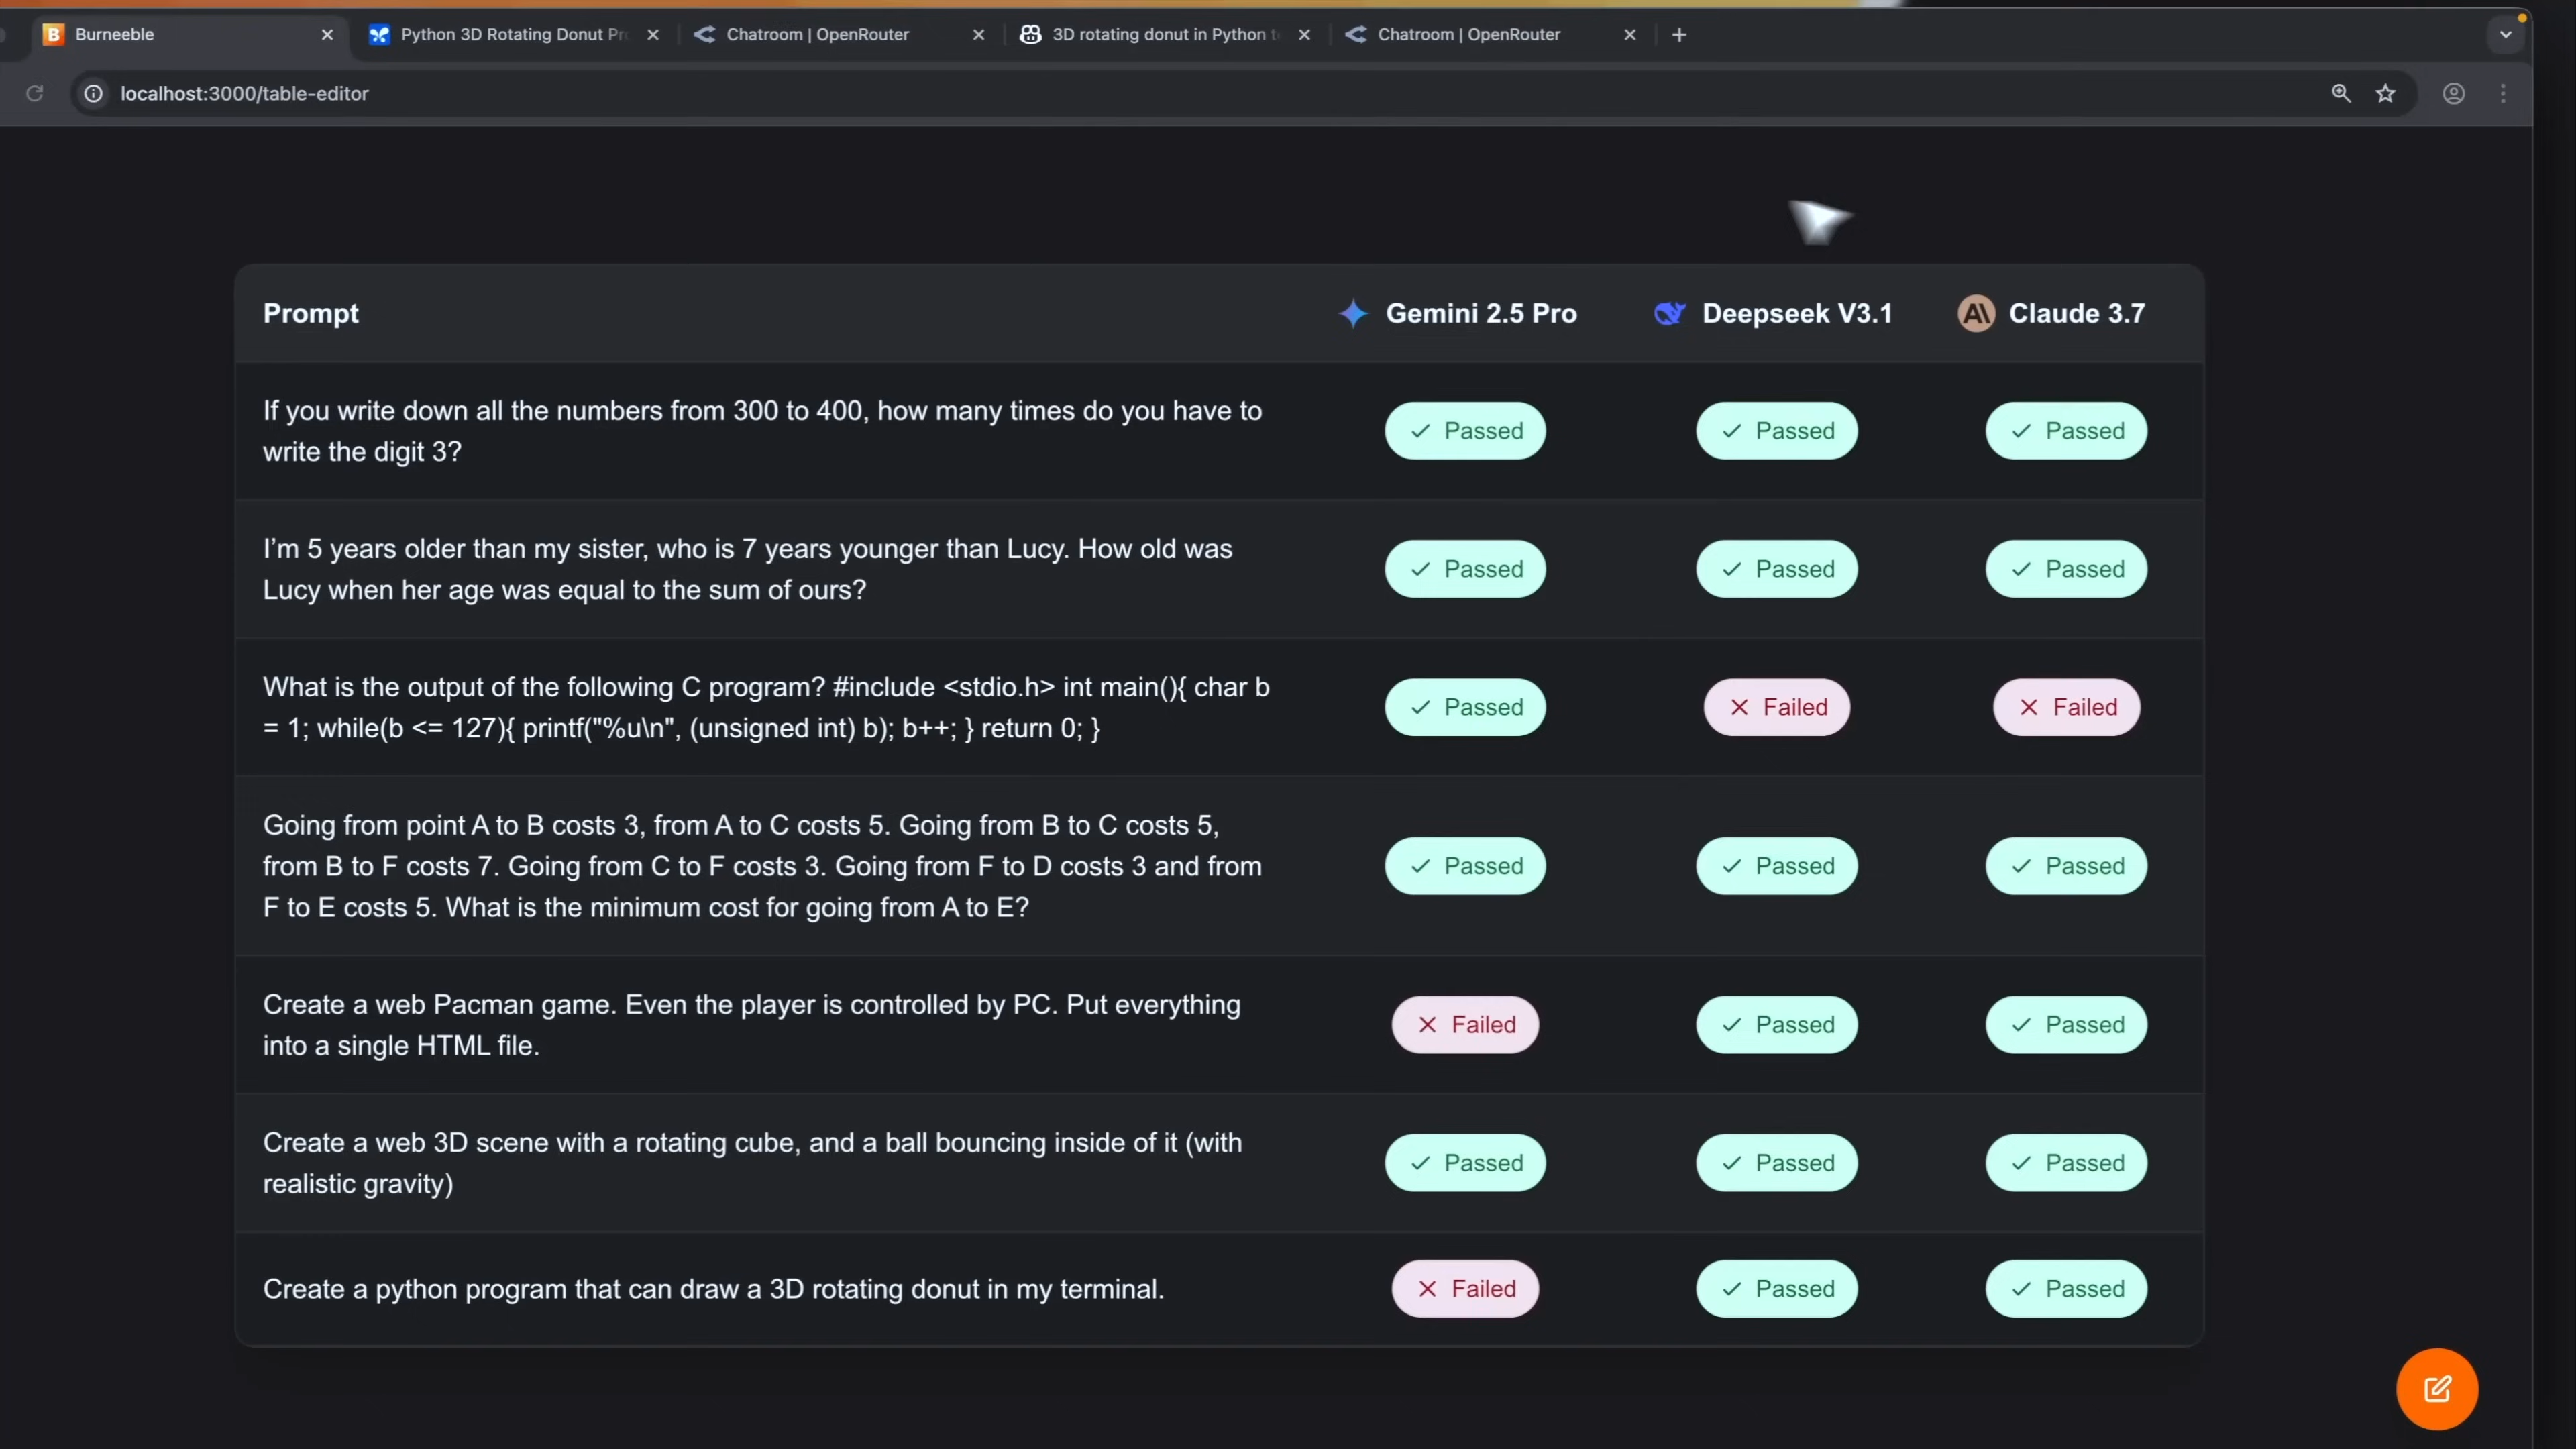 Burneeble
Python 3D Rotating Donut Pr
Chatroom | OpenRouter
3D rotating donut in Python t
Chatroom | OpenRouter
localhost:3000/table-editor
Prompt
Gemini 2.5 Pro
Deepseek V3.1
Claude 3.7
If you write down all the numbers from 300 to 400, how many times do you have to
write the digit 3?
Passed
Passed
Passed
I’m 5 years older than my sister, who is 7 years younger than Lucy. How old was
Lucy when her age was equal to the sum of ours?
Passed
Passed
Passed
What is the output of the following C program? #include <stdio.h> int main(){ char b
= 1; while(b <= 127){ printf("%u\n", (unsigned int) b); b++; } return 0; }
Passed
Failed
Failed
Going from point A to B costs 3, from A to C costs 5. Going from B to C costs 5,
from B to F costs 7. Going from C to F costs 3. Going from F to D costs 3 and from
F to E costs 5. What is the minimum cost for going from A to E?
Passed
Passed
Passed
Create a web Pacman game. Even the player is controlled by PC. Put everything
into a single HTML file.
Failed
Passed
Passed
Create a web 3D scene with a rotating cube, and a ball bouncing inside of it (with
realistic gravity)
Passed
Passed
Passed
Create a python program that can draw a 3D rotating donut in my terminal.
Failed
Passed
Passed